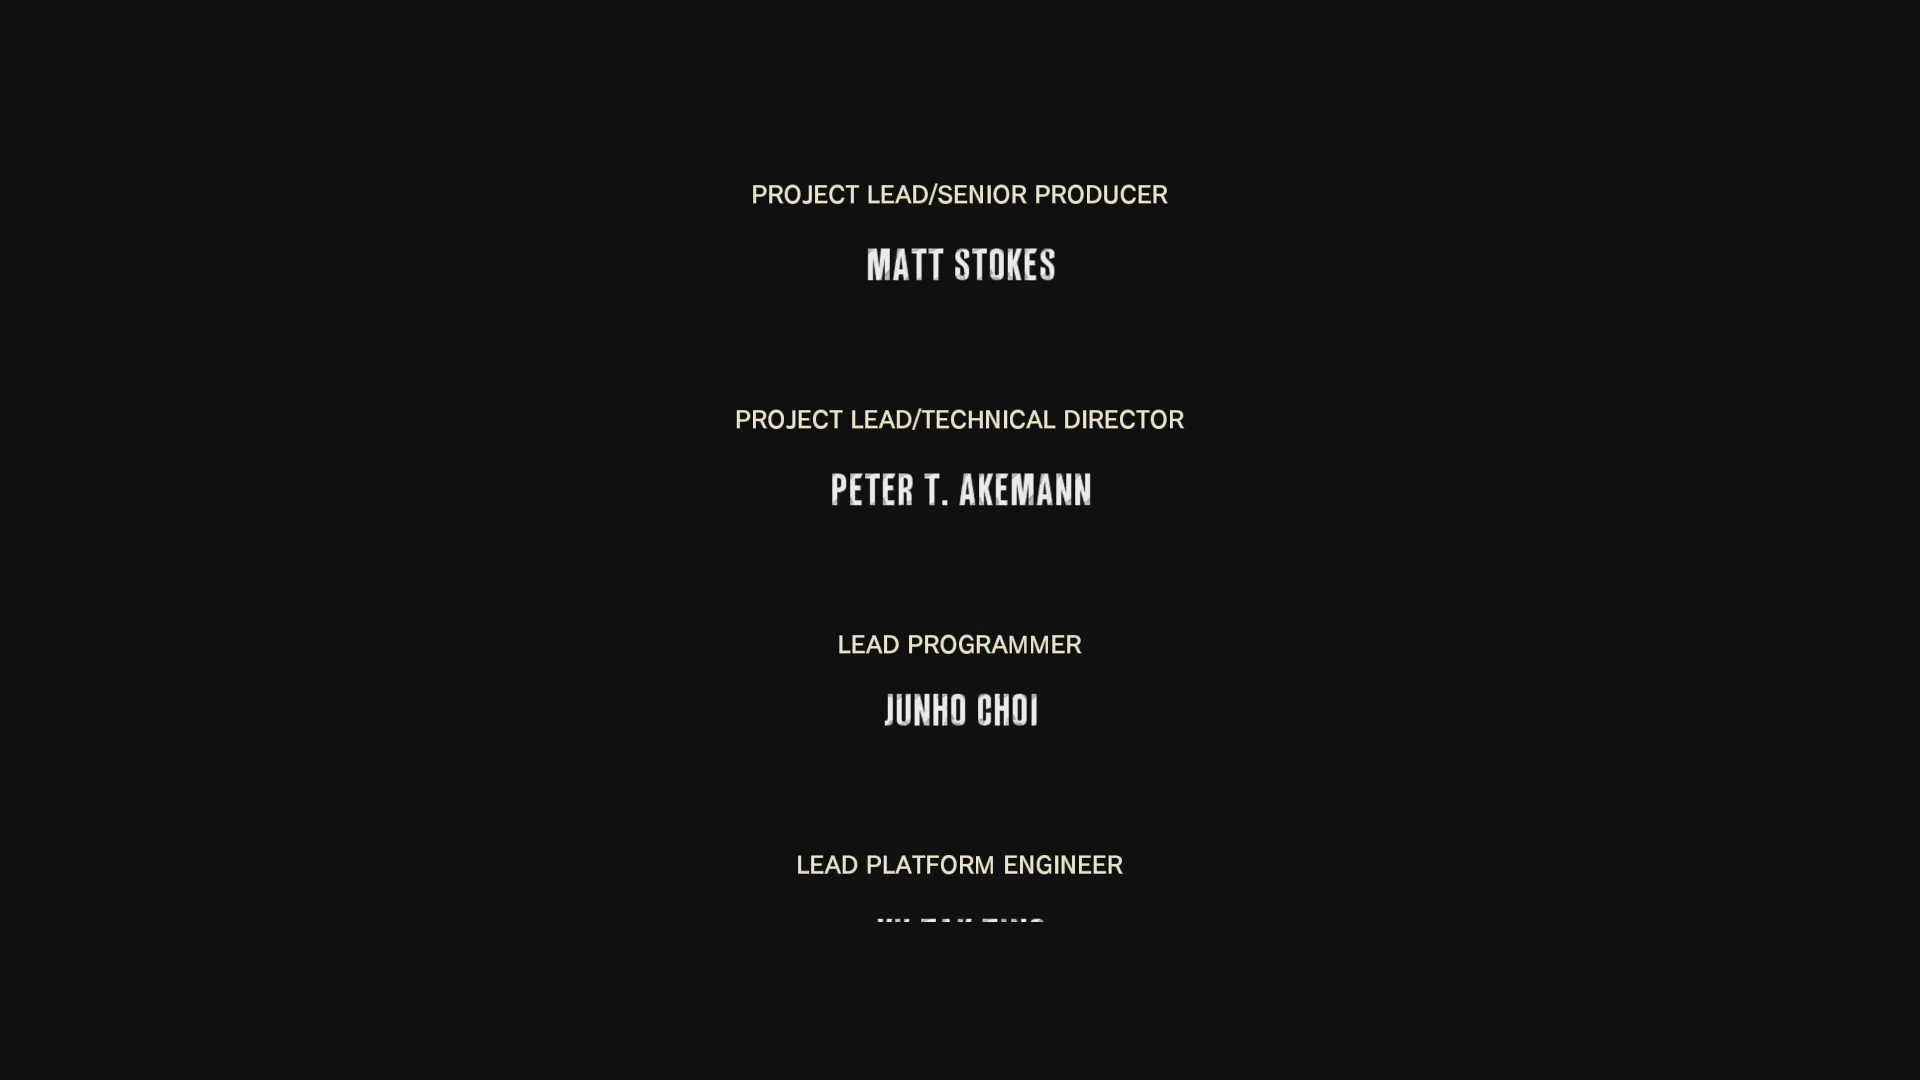 PROJECT LEAD/SENIOR PRODUCER
MATT STOKES
PROJECT LEAD/TECHNICAL DIRECTOR
PETER T. AKEMANN
LEAD PROGRAMMER
JUNHO CHOI
LEAD PLATFORM ENGINEER